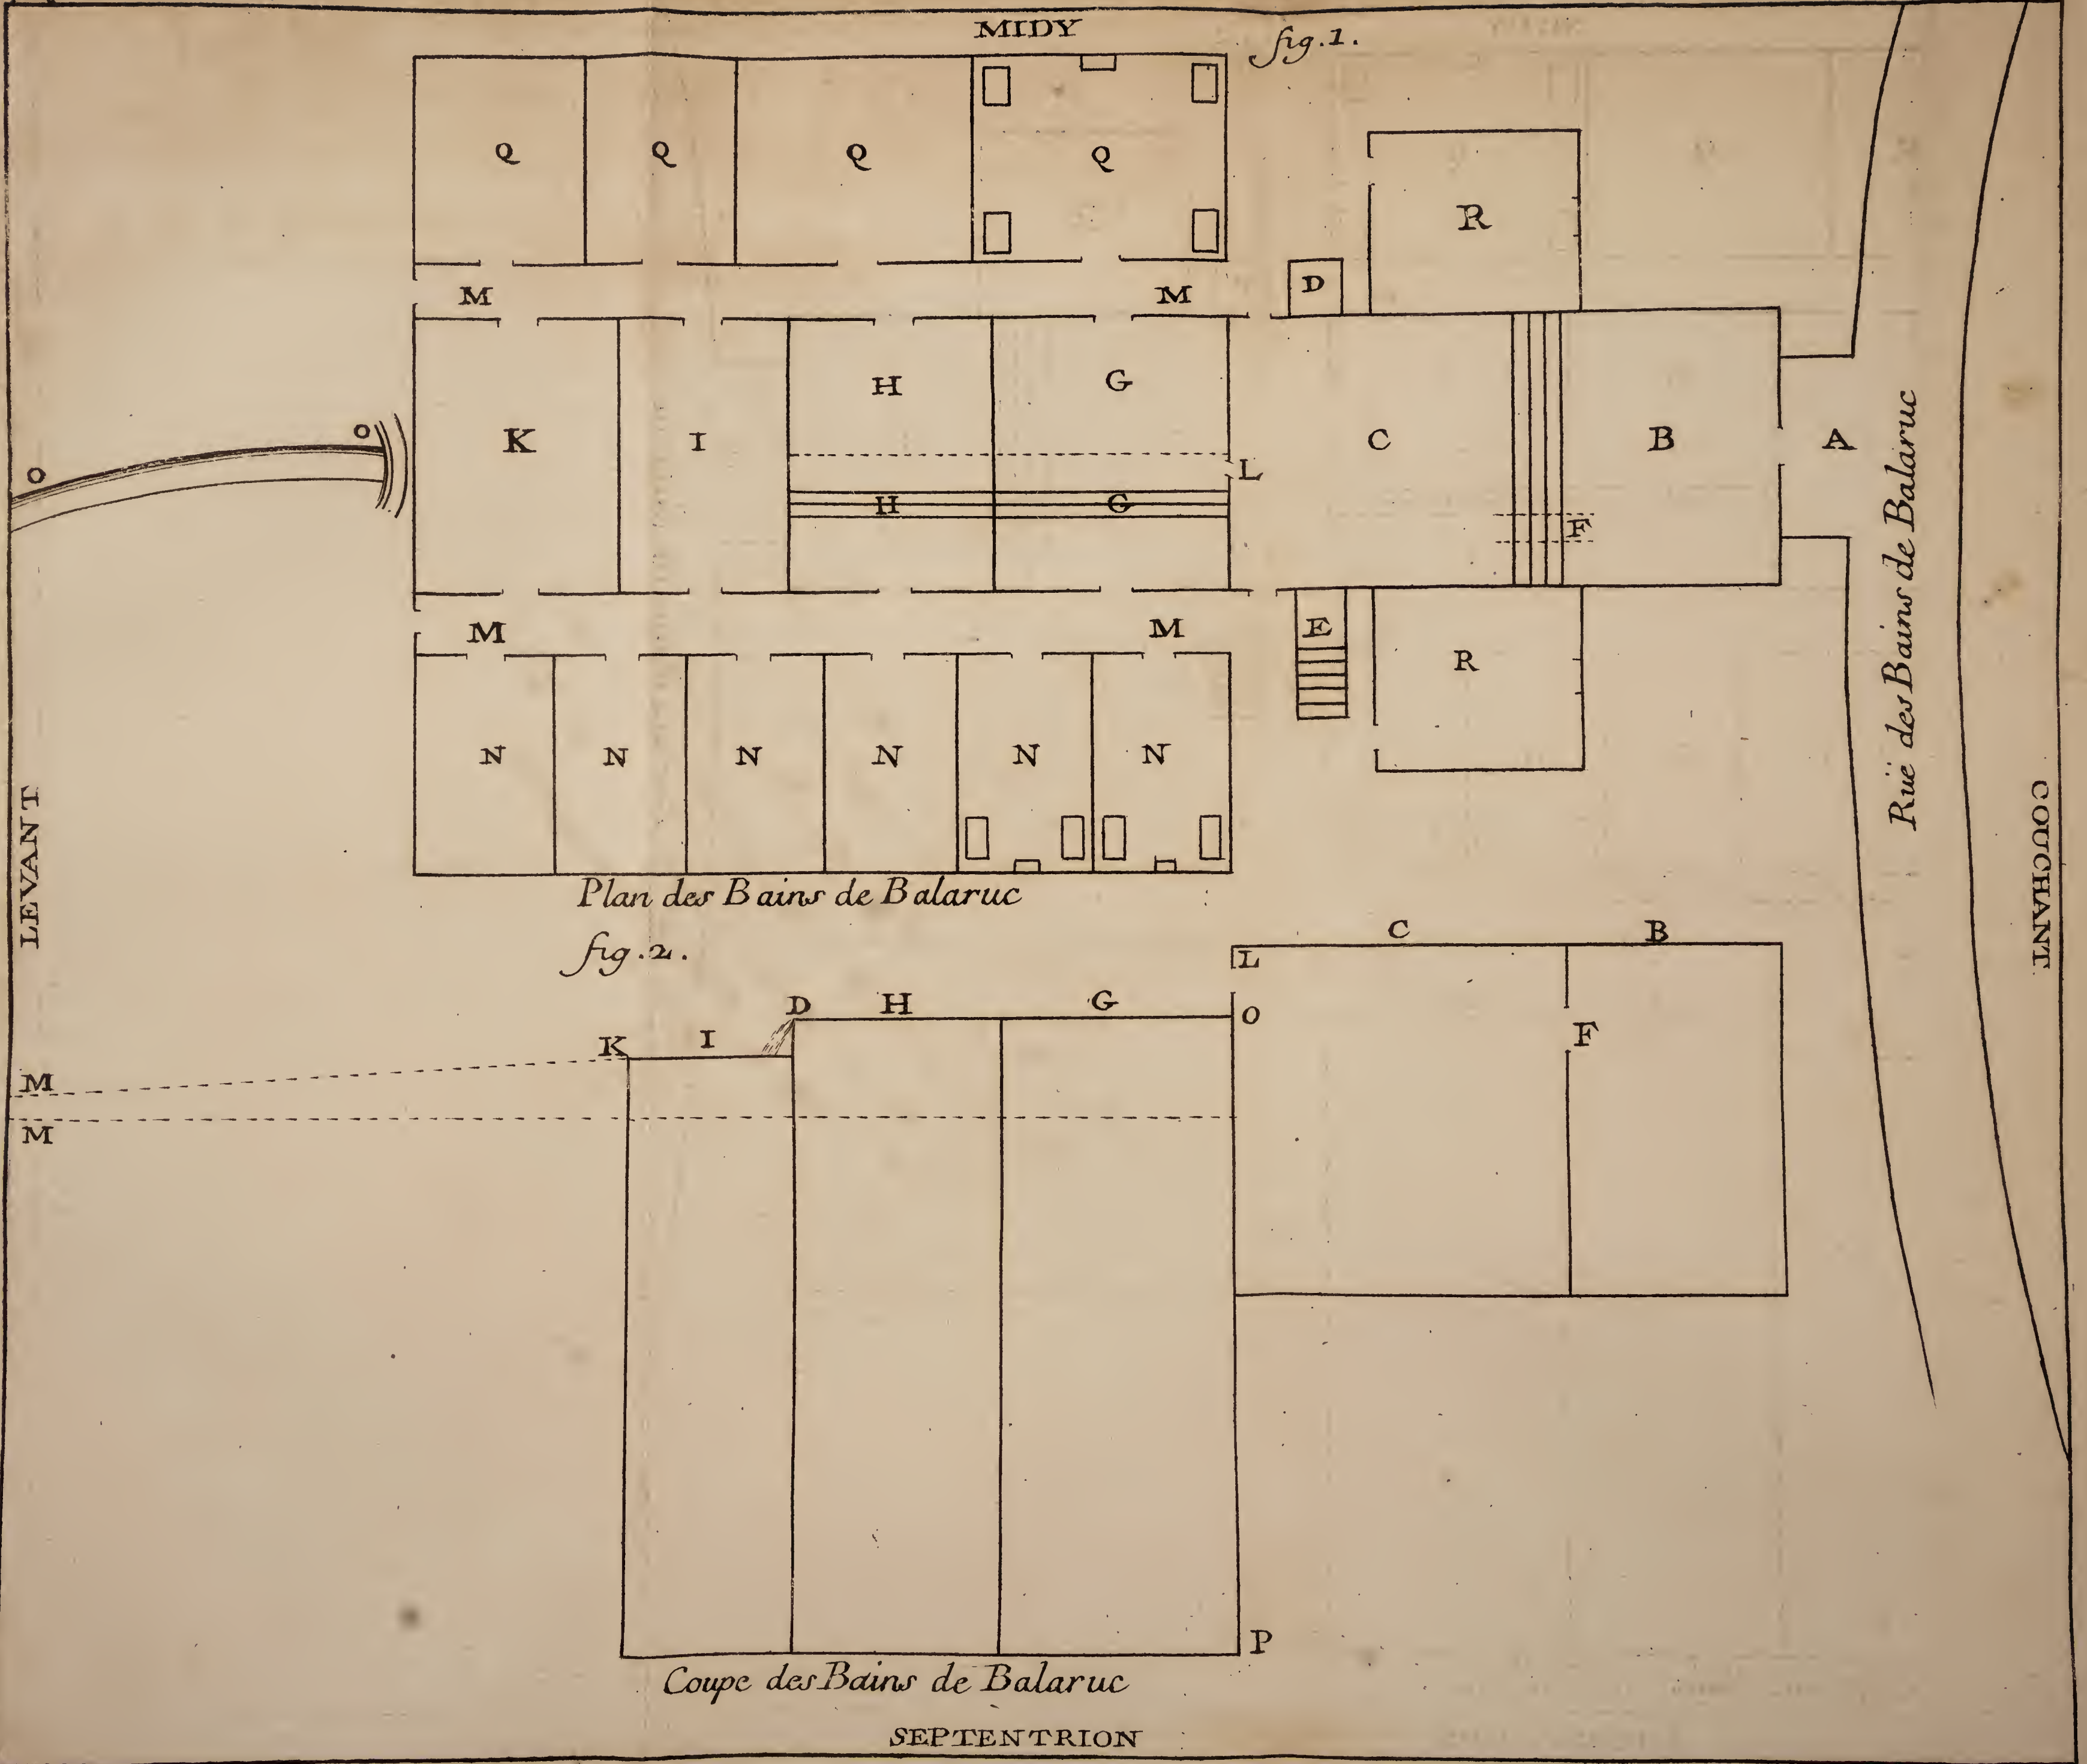 MIDY
fig. 1.
Q Q Q Q
R
M M D
H G
K I C B A
L
O O
H G F
M M E
R
N N N N N N
Plan des Bains de Balaruc
Ruë des Bains de Balaruc
LEVANT
COUCHANT.
fig. 2.
C B
L
D H G O
K I F
M
M
P
Coupe des Bains de Balaruc
SEPTENTRION